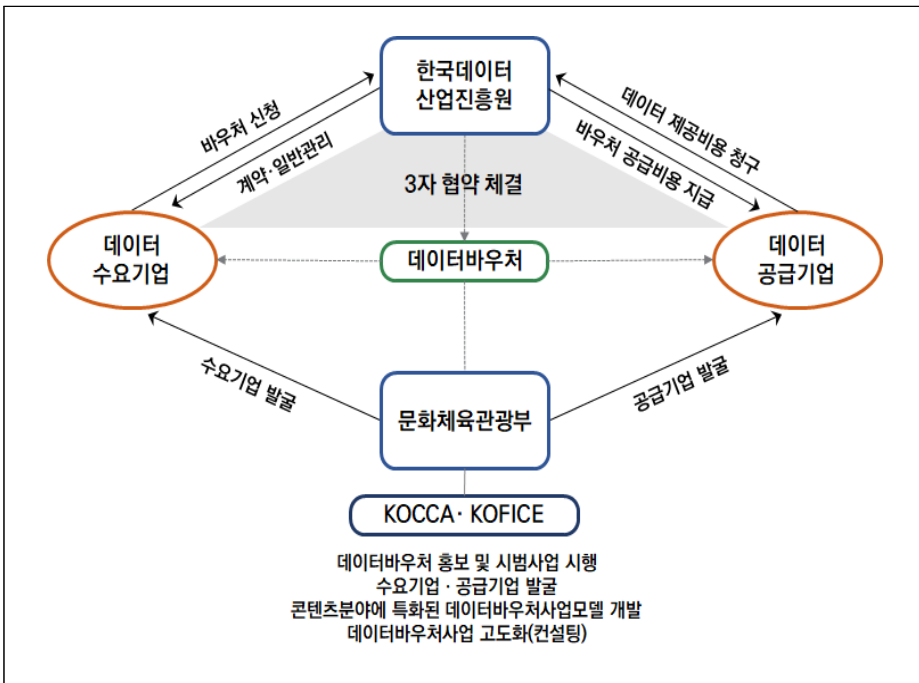 한국데이터
산업진흥원
바우처 신청
계약·일반관리
데이터 제공비용 청구
바우처 공급비용 지급
3자 협약 체결
데이터
수요기업
데이터바우처
데이터
공급기업
수요기업 발굴
공급기업 발굴
문화체육관광부
KOCCA· KOFICE
데이터바우처 홍보 및 시범사업 시행
수요기업 · 공급기업 발굴
콘텐츠분야에 특화된 데이터바우처사업모델 개발
데이터바우처사업 고도화(컨설팅)